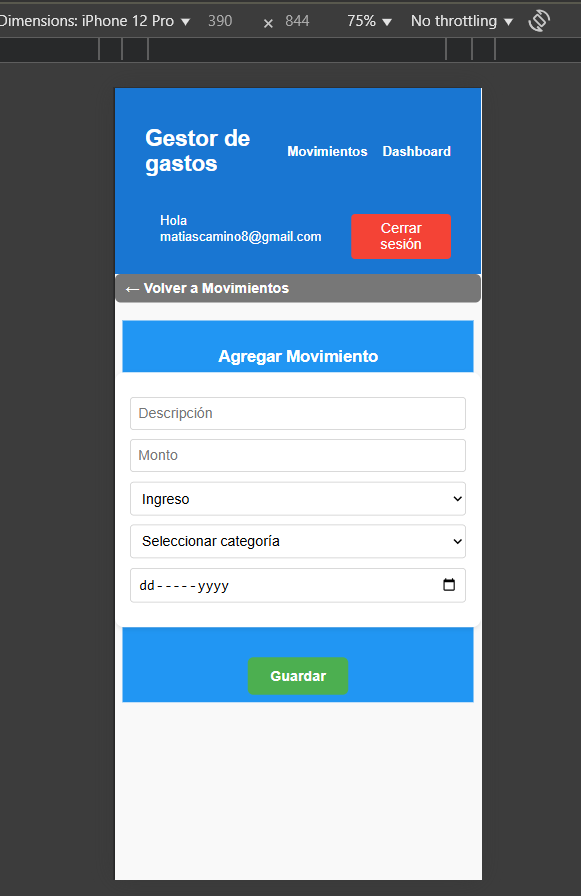 Dimensions: iPhone 12 Pro ▼ 390 × 844 75% ▼ No throttling ▼
Gestor de
gastos
Movimientos Dashboard
Hola
matiascamino8@gmail.com
Cerrar
sesión
← Volver a Movimientos
Agregar Movimiento
Descripción
Monto
Ingreso
Seleccionar categoría
dd-----yyyy
Guardar